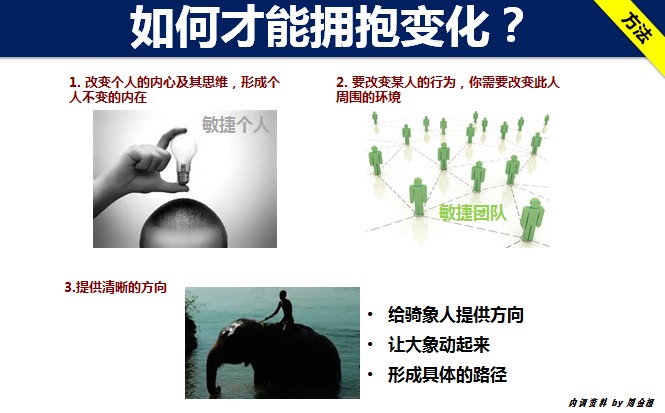 如何才能拥抱变化？
方法
1. 改变个人的内心及其思维，形成个
人不变的内在
敏捷个人
2. 要改变某人的行为，你需要改变此人
周围的环境
敏捷团队
3.提供清晰的方向
• 给骑象人提供方向
• 让大象动起来
• 形成具体的路径
内训资料 by 周金根